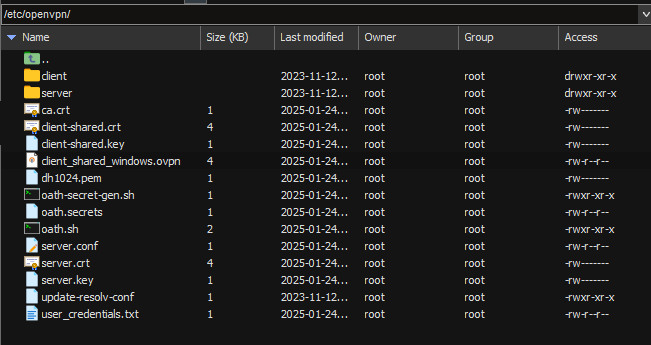 /etc/openvpn/
Name Size (KB) Last modified Owner Group Access
..
client 2023-11-12... root root drwxr-xr-x
server 2023-11-12... root root drwxr-xr-x
ca.crt 1 2025-01-24... root root -rw-------
client-shared.crt 4 2025-01-24... root root -rw-------
client-shared.key 1 2025-01-24... root root -rw-------
client_shared_windows.ovpn 4 2025-01-24... root root -rw-r--r--
dh1024.pem 1 2025-01-24... root root -rw-------
oath-secret-gen.sh 1 2025-01-24... root root -rwxr-xr-x
oath.secrets 1 2025-01-24... root root -rw-r--r--
oath.sh 2 2025-01-24... root root -rwxr-xr-x
server.conf 1 2025-01-24... root root -rw-r--r--
server.crt 4 2025-01-24... root root -rw-------
server.key 1 2025-01-24... root root -rw-------
update-resolv-conf 1 2023-11-12... root root -rwxr-xr-x
user_credentials.txt 1 2025-01-24... root root -rw-r--r--